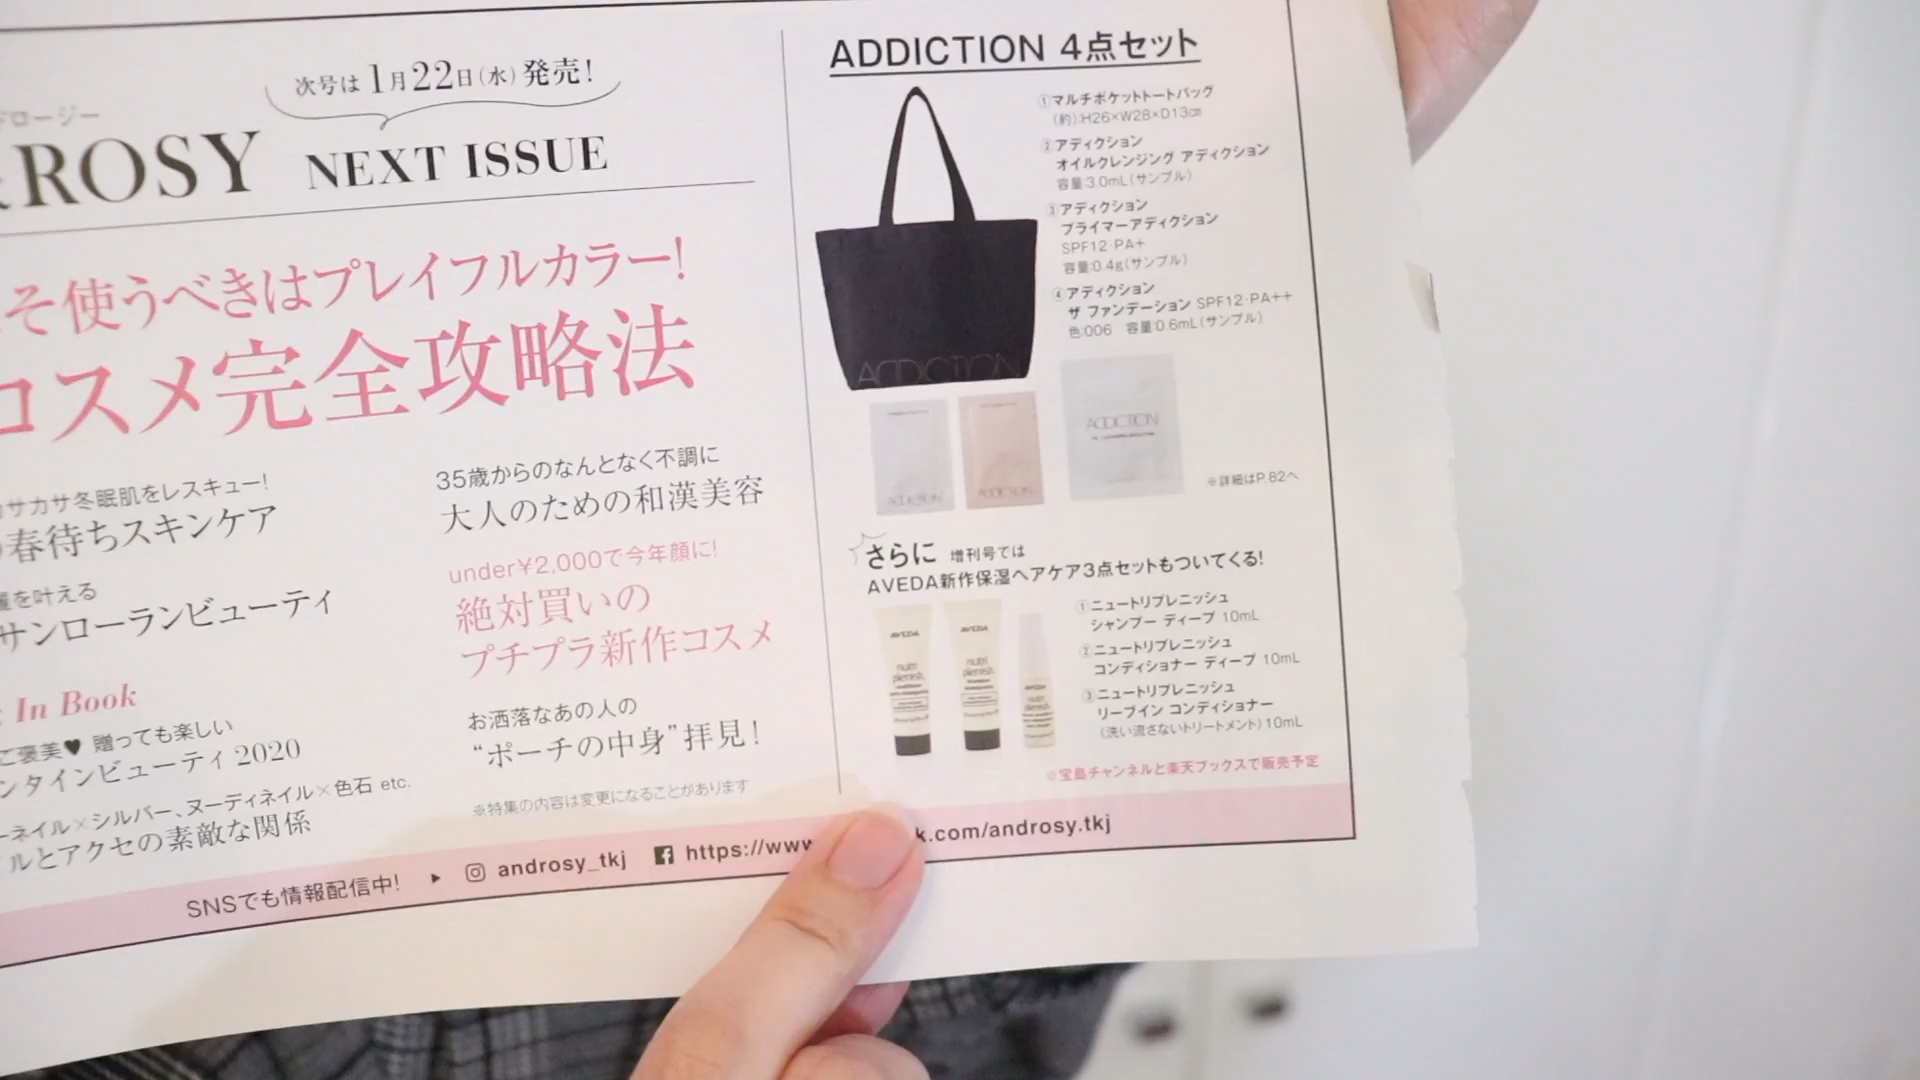 ドロージー
ROSY
次号は1月22日(水)発売!
NEXT ISSUE
そ使うべきはプレイフルカラー!
コスメ完全攻略法
サカサ冬眠肌をレスキュー!
春待ちスキンケア
を叶える
サンローランビューティ
In Book
ご褒美♥ 贈っても楽しい
ンタインビューティ 2020
ーネイル×シルバー、ヌーディネイル×色石 etc.
ルとアクセの素敵な関係
35歳からのなんとなく不調に
大人のための和漢美容
under¥2,000で今年顔に!
絶対買いの
プチプラ新作コスメ
お洒落なあの人の
“ポーチの中身”拝見!
※特集の内容は変更になることがあります
SNSでも情報配信中! ▶ androsy_tkj https://www k.com/androsy.tkj
ADDICTION 4点セット
①マルチポケットトートバッグ
(約):H26×W28×D13cm
②アディクション
オイルクレンジング アディクション
容量:3.0mL(サンプル)
③アディクション
プライマーアディクション
SPF12・PA+
容量:0.4g(サンプル)
④アディクション
ザ ファンデーション SPF12・PA++
色:006 容量:0.6mL(サンプル)
ADDICTION
ADDICTION
ADDICTION
ADDICTION
※詳細はP.82へ
さらに 増刊号では
AVEDA新作保湿ヘアケア3点セットもついてくる!
AVEDA
nutri
plenish
AVEDA
nutri
plenish
AVEDA
nutri
plenish
①ニュートリプレニッシュ
シャンプー ディープ 10mL
②ニュートリプレニッシュ
コンディショナー ディープ 10mL
③ニュートリプレニッシュ
リーブイン コンディショナー
(洗い流さないトリートメント)10mL
※宝島チャンネルと楽天ブックスで販売予定